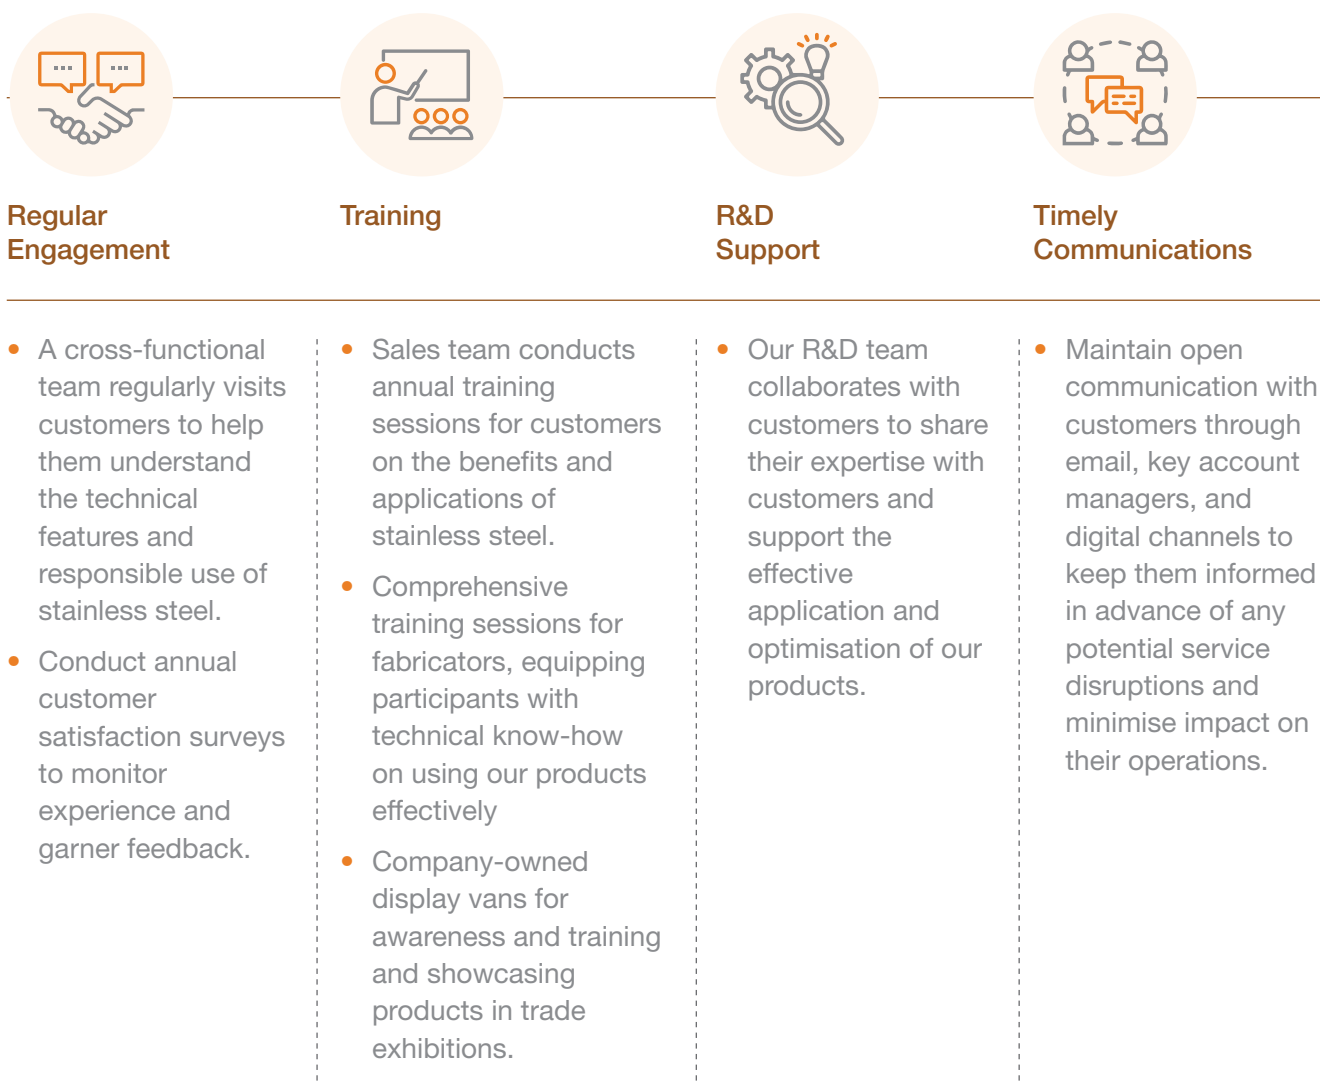 Regular
Engagement
Training
R&D
Support
Timely
Communications
• A cross-functional
team regularly visits
customers to help
them understand
the technical
features and
responsible use of
stainless steel.
• Conduct annual
customer
satisfaction surveys
to monitor
experience and
garner feedback.
• Sales team conducts
annual training
sessions for customers
on the benefits and
applications of
stainless steel.
• Comprehensive
training sessions for
fabricators, equipping
participants with
technical know-how
on using our products
effectively
• Company-owned
display vans for
awareness and training
and showcasing
products in trade
exhibitions.
• Our R&D team
collaborates with
customers to share
their expertise with
customers and
support the
effective
application and
optimisation of our
products.
• Maintain open
communication with
customers through
email, key account
managers, and
digital channels to
keep them informed
in advance of any
potential service
disruptions and
minimise impact on
their operations.